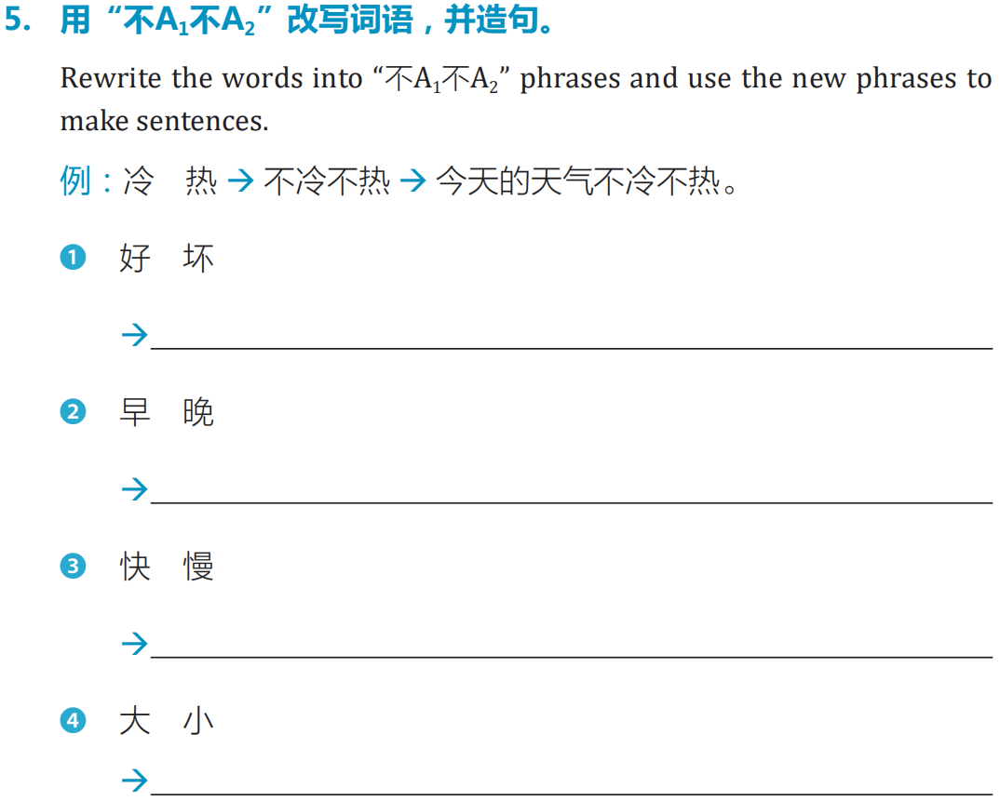 5. 用“不A₁不A₂”改写词语，并造句。
Rewrite the words into “不A₁不A₂” phrases and use the new phrases to
make sentences.
例：冷 热→不冷不热→今天的天气不冷不热。
❶ 好 坏
→
❷ 早 晚
→
❸ 快 慢
→
❹ 大 小
→